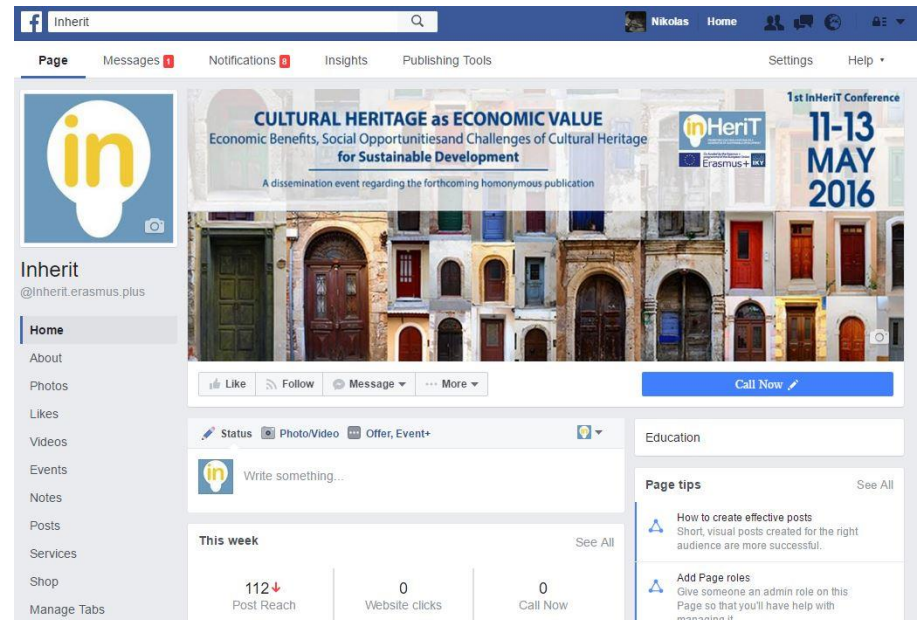 Inherit
Nikolas Home
Page Messages 1 Notifications 8 Insights Publishing Tools Settings Help
in
CULTURAL HERITAGE as ECONOMIC VALUE
Economic Benefits, Social Opportunitiesand Challenges of Cultural Heritage
for Sustainable Development
A dissemination event regarding the forthcoming homonymous publication
inHeriT
Erasmus+
IKY
1st InHeriT Conference
11-13
MAY
2016
Inherit
@Inherit.erasmus.plus
Home
About
Photos
Likes
Videos
Events
Notes
Posts
Services
Shop
Manage Tabs
Like Follow Message More
Call Now
Status Photo/Video Offer, Event+
in
Write something...
This week See All
112 0 0
Post Reach Website clicks Call Now
Education
Page tips See All
How to create effective posts
Short, visual posts created for the right
audience are more successful.
Add Page roles
Give someone an admin role on this
Page so that you'll have help with
managing it